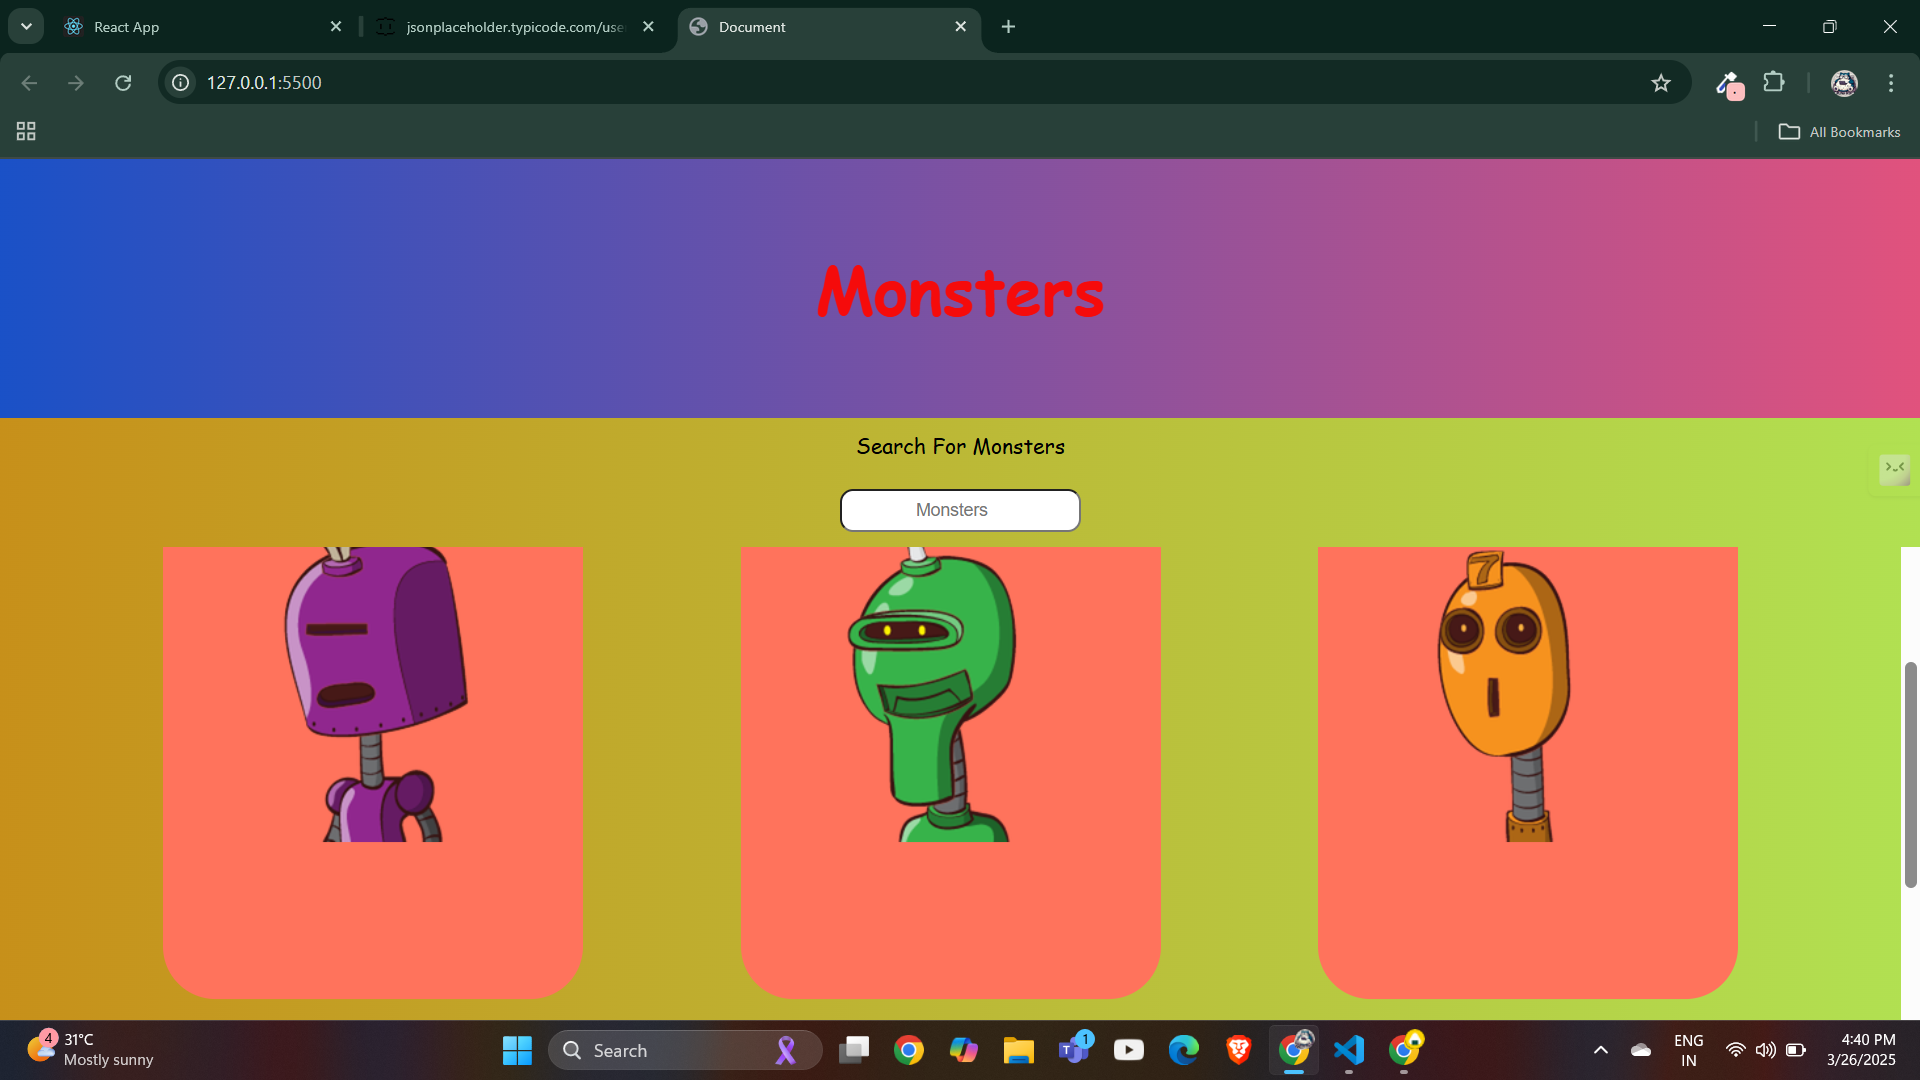 React App
jsonplaceholder.typicode.com/use
Document
127.0.0.1:5500
All Bookmarks
Monsters
Search For Monsters
Monsters
7
4
31°C
Mostly sunny
Search
1
ENG
IN
4:40 PM
3/26/2025